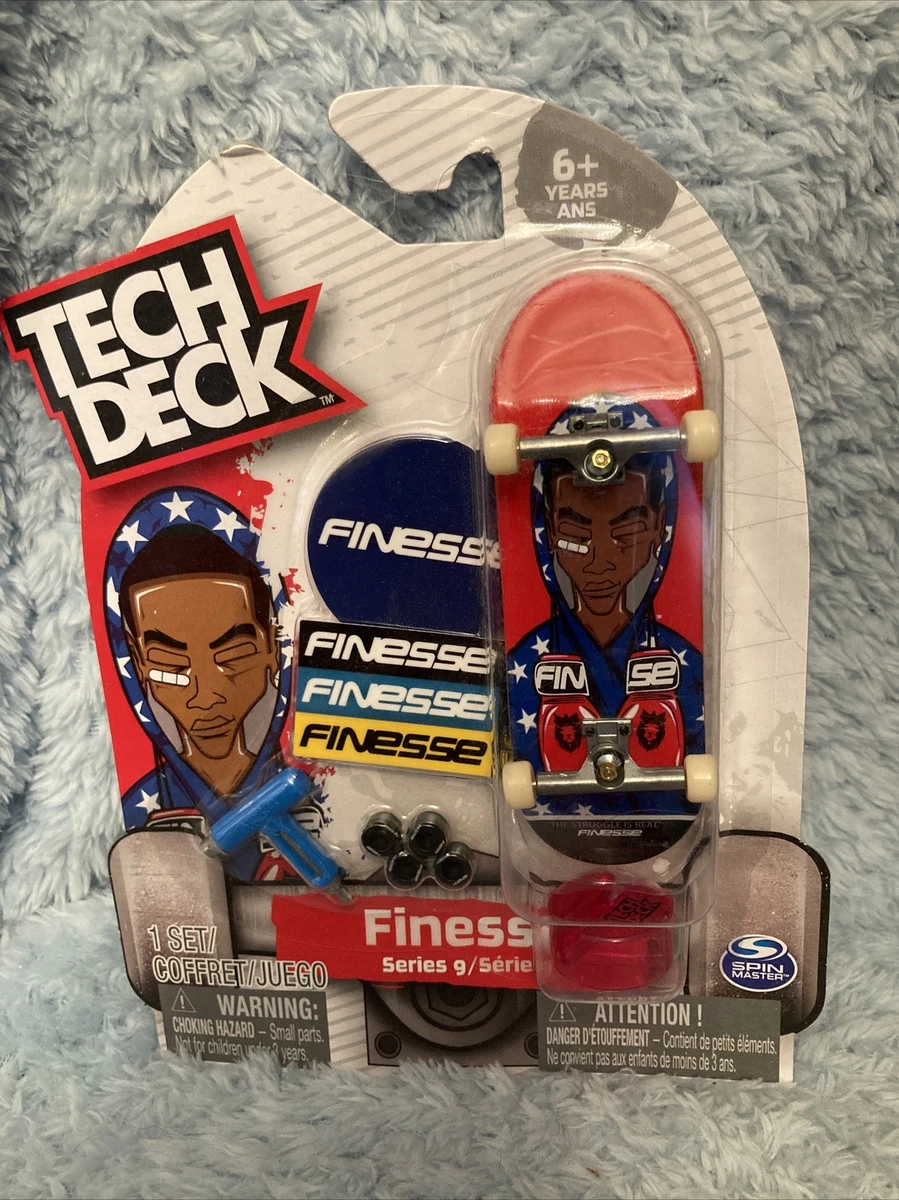 6+
YEARS
ANS
TECH
DECK
TM
FINESSE
FINESSE
FINESSE
FINESSE
FIN
SE
THE STRUGGLE IS REAL
FINESSE
Finess
Series 9/Série
1 SET/
COFFRET/JUEGO
SPIN
MASTER™
WARNING:
CHOKING HAZARD – Small parts.
Not for children under 3 years.
ATTENTION !
DANGER D'ÉTOUFFEMENT – Contient de petits éléments.
Ne convient pas aux enfants de moins de 3 ans.